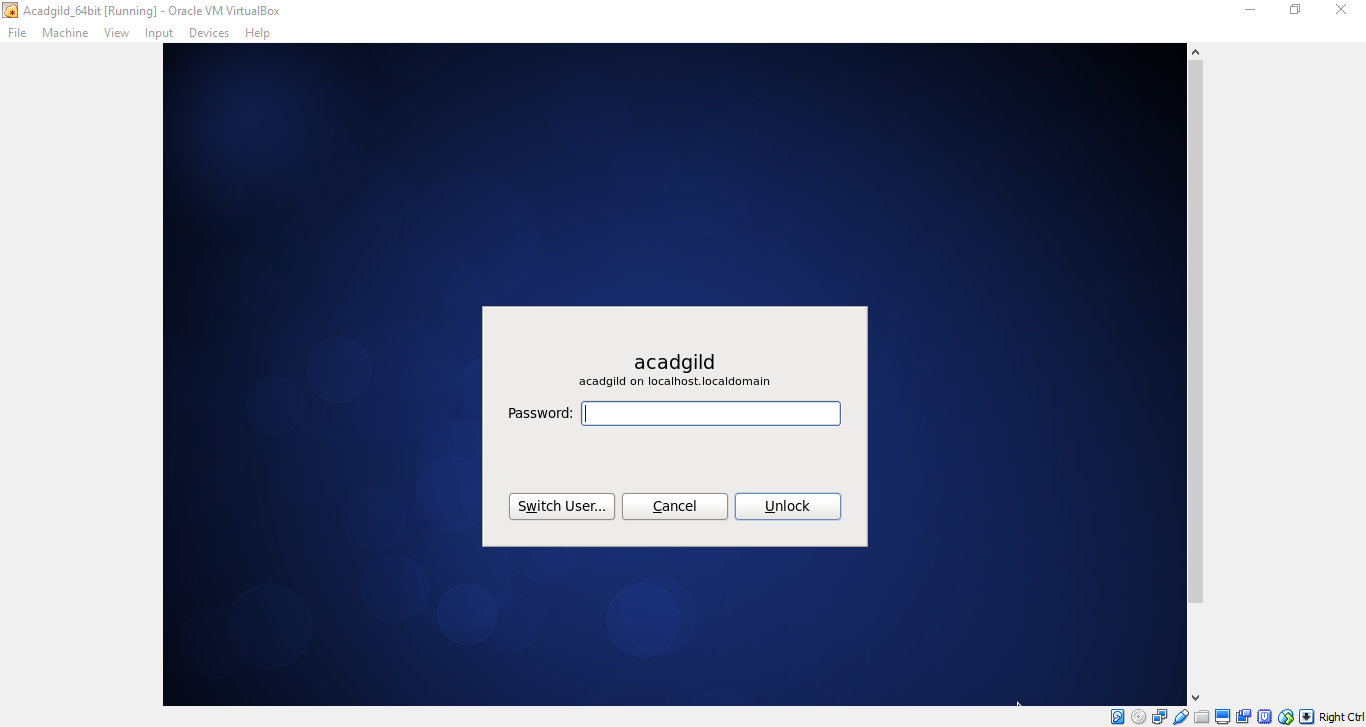 Acadgild_64bit [Running] - Oracle VM VirtualBox
File Machine View Input Devices Help
acadgild
acadgild on localhost.localdomain
Password:
Switch User... Cancel Unlock
Right Ctrl